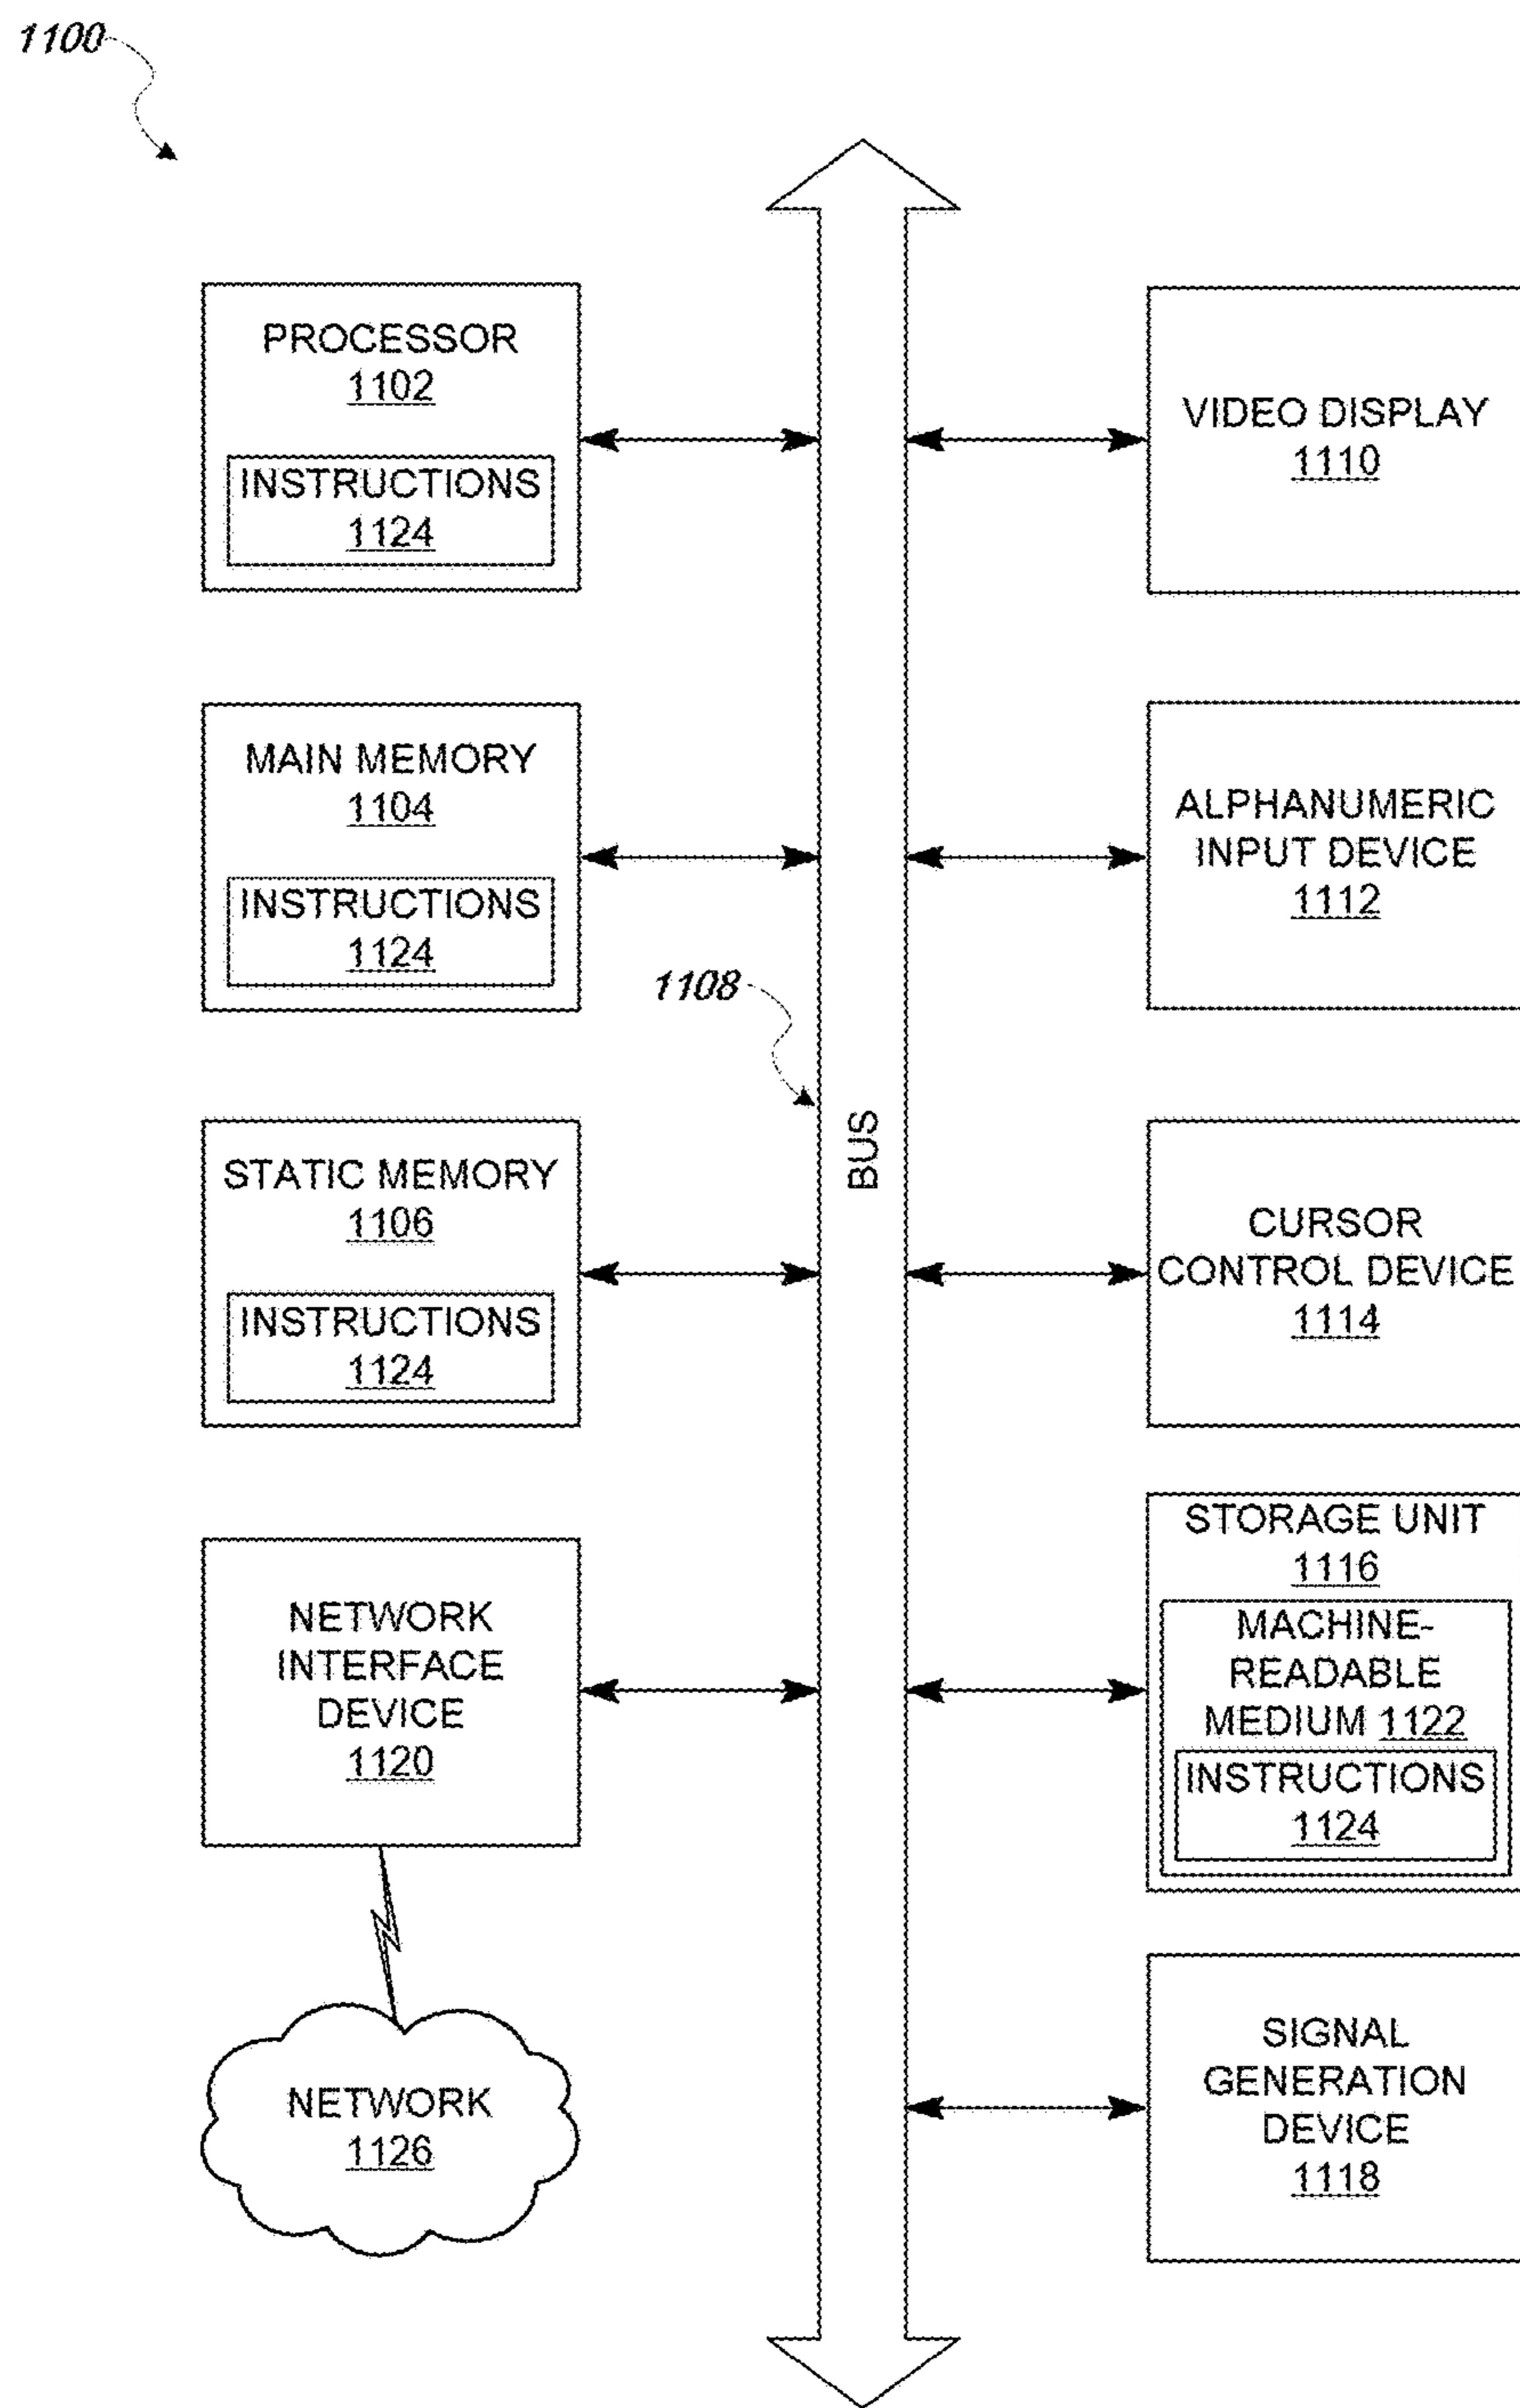 1100
PROCESSOR
1102
INSTRUCTIONS
1124
MAIN MEMORY
1104
INSTRUCTIONS
1124
STATIC MEMORY
1106
INSTRUCTIONS
1124
NETWORK
INTERFACE
DEVICE
1120
NETWORK
1126
1108
BUS
VIDEO DISPLAY
1110
ALPHANUMERIC
INPUT DEVICE
1112
CURSOR
CONTROL DEVICE
1114
STORAGE UNIT
1116
MACHINE-
READABLE
MEDIUM 1122
INSTRUCTIONS
1124
SIGNAL
GENERATION
DEVICE
1118